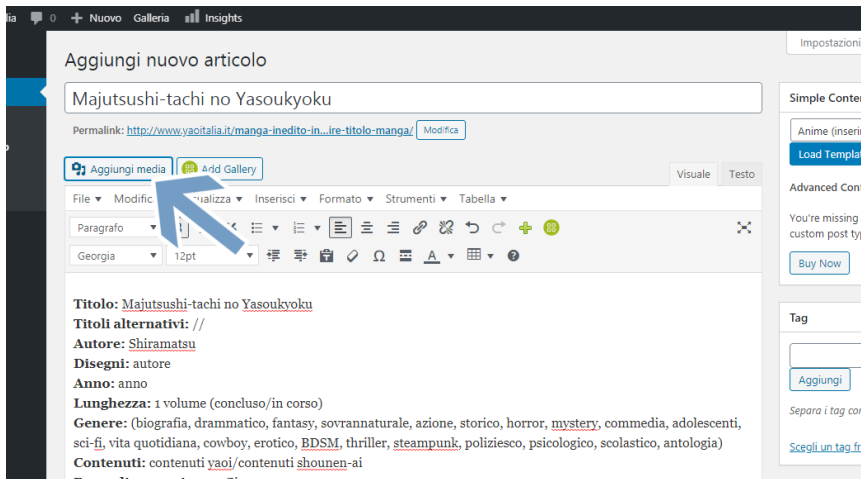 dia 0 Nuovo Galleria Insights
Impostazioni
Aggiungi nuovo articolo
Majutsushi-tachi no Yasoukyoku
Permalink: http://www.yaoitalia.it/manga-inedito-in...ire-titolo-manga/ Modifica
Aggiungi media Add Gallery
Visuale Testo
File Modific ualizza Inserisci Formato Strumenti Tabella
Paragrafo
Georgia 12pt
Titolo: Majutsushi-tachi no Yasoukyoku
Titoli alternativi: //
Autore: Shiramatsu
Disegni: autore
Anno: anno
Lunghezza: 1 volume (concluso/in corso)
Genere: (biografia, drammatico, fantasy, sovrannaturale, azione, storico, horror, mystery, commedia, adolescenti,
sci-fi, vita quotidiana, cowboy, erotico, BDSM, thriller, steampunk, poliziesco, psicologico, scolastico, antologia)
Contenuti: contenuti yaoi/contenuti shounen-ai
Simple Conte
Anime (inseri
Load Templat
Advanced Con
You're missing
custom post ty
Buy Now
Tag
Aggiungi
Separa i tag co
Scegli un tag fr